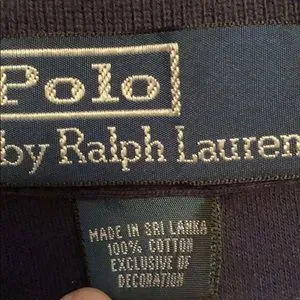 Polo
by Ralph Lauren
MADE IN SRI LANKA
100% COTTON
EXCLUSIVE OF
DECORATION